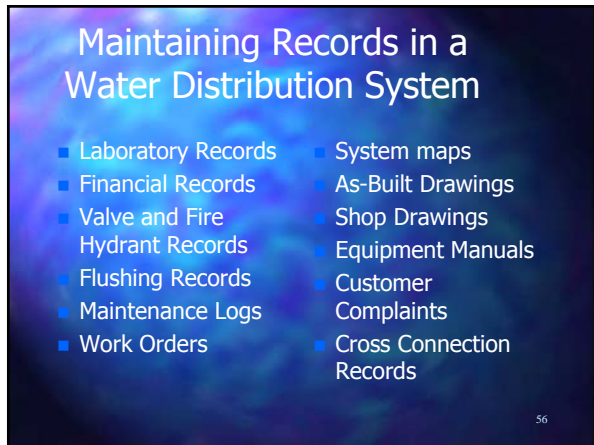 Maintaining Records in a
Water Distribution System
Laboratory Records
Financial Records
Valve and Fire
Hydrant Records
Flushing Records
Maintenance Logs
Work Orders
System maps
As-Built Drawings
Shop Drawings
Equipment Manuals
Customer
Complaints
Cross Connection
Records
56